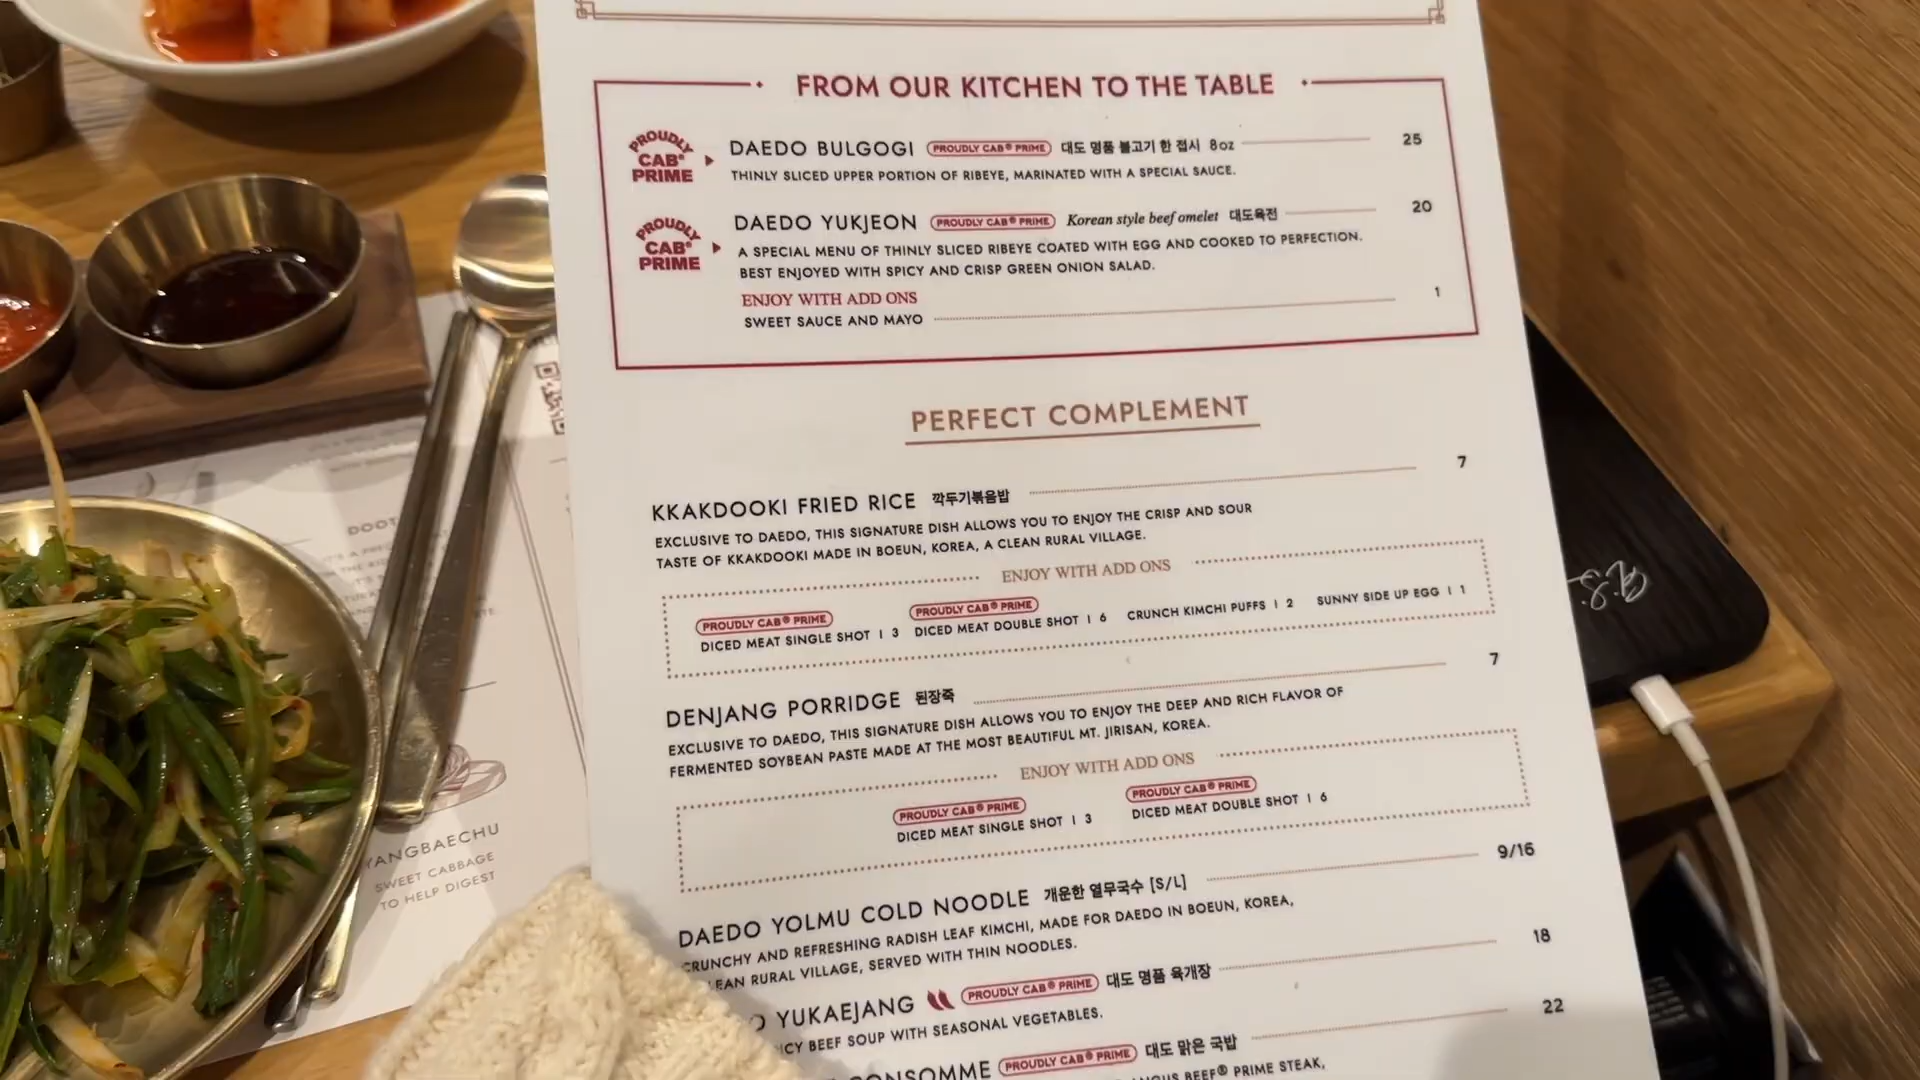 FROM OUR KITCHEN TO THE TABLE
PROUDLY CAB® PRIME
DAEDO BULGOGI PROUDLY CAB® PRIME 대도 명품 불고기 한 접시 8oz 25
THINLY SLICED UPPER PORTION OF RIBEYE, MARINATED WITH A SPECIAL SAUCE.
PROUDLY CAB® PRIME
DAEDO YUKJEON PROUDLY CAB® PRIME Korean style beef omelet 대도육전 20
A SPECIAL MENU OF THINLY SLICED RIBEYE COATED WITH EGG AND COOKED TO PERFECTION.
BEST ENJOYED WITH SPICY AND CRISP GREEN ONION SALAD.
ENJOY WITH ADD ONS
SWEET SAUCE AND MAYO 1
PERFECT COMPLEMENT
KKAKDOOKI FRIED RICE 깍두기볶음밥 7
EXCLUSIVE TO DAEDO, THIS SIGNATURE DISH ALLOWS YOU TO ENJOY THE CRISP AND SOUR
TASTE OF KKAKDOOKI MADE IN BOEUN, KOREA, A CLEAN RURAL VILLAGE.
ENJOY WITH ADD ONS
PROUDLY CAB® PRIME PROUDLY CAB® PRIME
DICED MEAT SINGLE SHOT | 3 DICED MEAT DOUBLE SHOT | 6 CRUNCH KIMCHI PUFFS | 2 SUNNY SIDE UP EGG | 1
DENJANG PORRIDGE 된장죽 7
EXCLUSIVE TO DAEDO, THIS SIGNATURE DISH ALLOWS YOU TO ENJOY THE DEEP AND RICH FLAVOR OF
FERMENTED SOYBEAN PASTE MADE AT THE MOST BEAUTIFUL MT. JIRISAN, KOREA.
ENJOY WITH ADD ONS
PROUDLY CAB® PRIME PROUDLY CAB® PRIME
DICED MEAT SINGLE SHOT | 3 DICED MEAT DOUBLE SHOT | 6
DAEDO YOLMU COLD NOODLE 개운한 열무국수 [S/L] 9/16
CRUNCHY AND REFRESHING RADISH LEAF KIMCHI, MADE FOR DAEDO IN BOEUN, KOREA,
RURAL VILLAGE, SERVED WITH THIN NOODLES.
YUKAEJANG PROUDLY CAB® PRIME 대도 명품 육개장 18
BEEF SOUP WITH SEASONAL VEGETABLES.
CONSOMME PROUDLY CAB® PRIME 대도 맑은 국밥 22
BEEF® PRIME STEAK,
YANGBAECHU
SWEET CABBAGE
TO HELP DIGEST